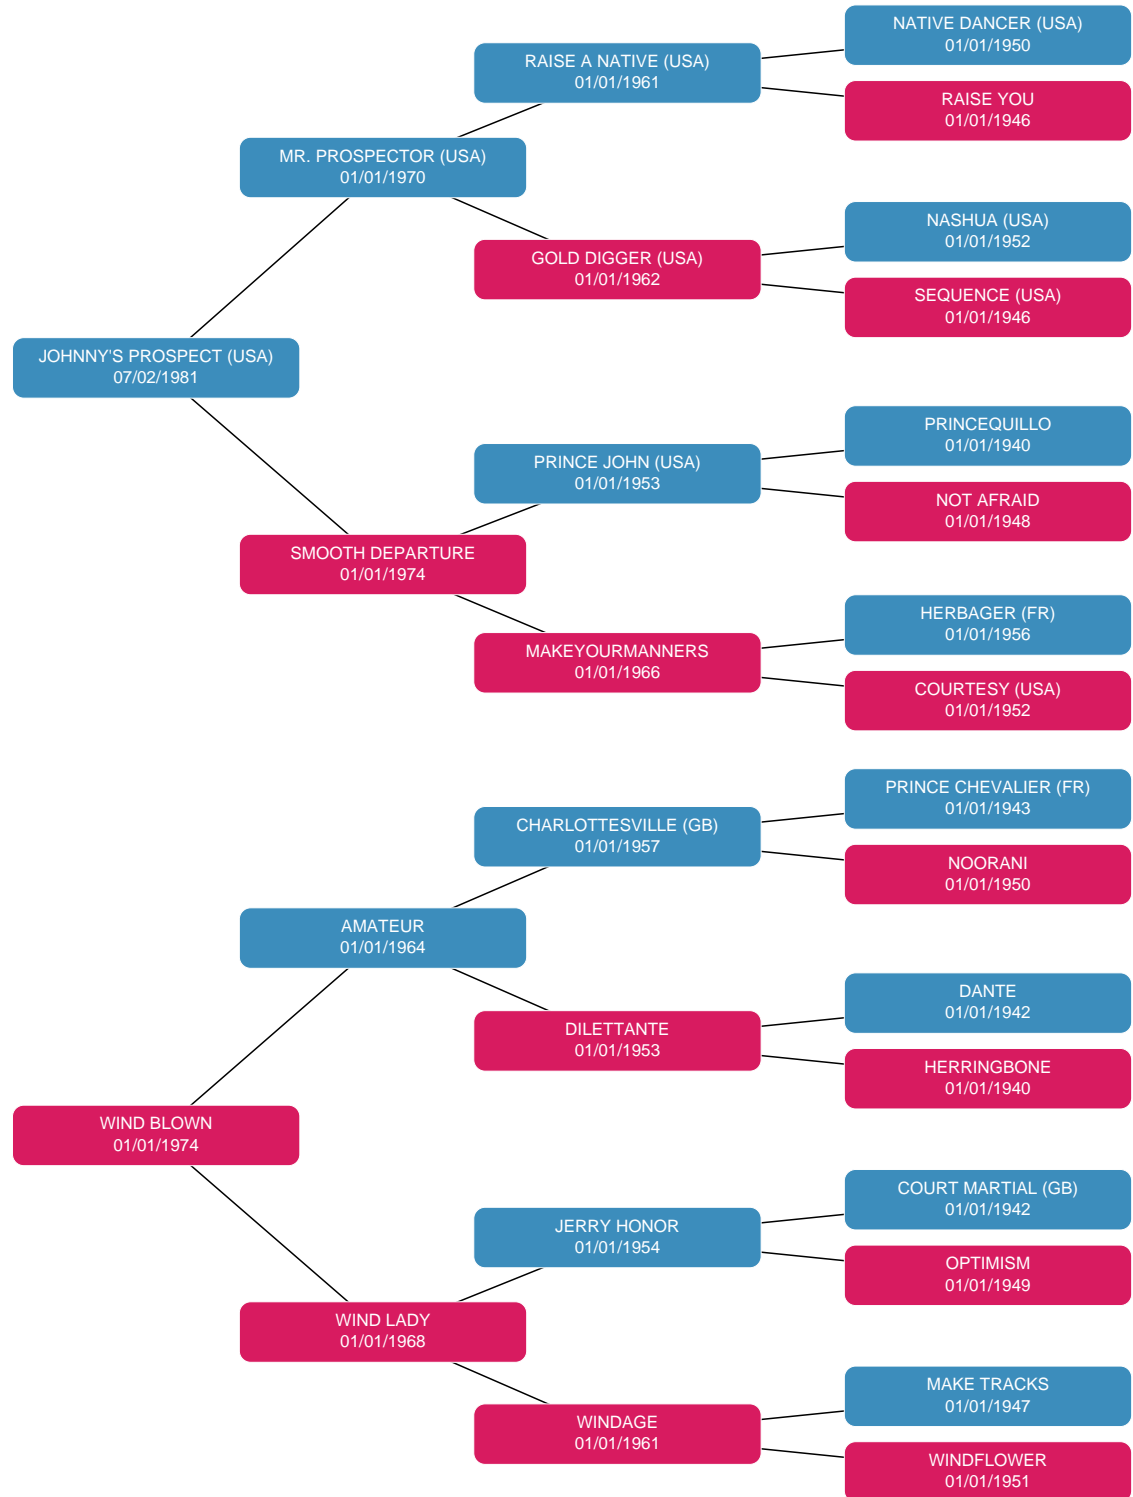 NATIVE DANCER (USA)
01/01/1950
RAISE A NATIVE (USA)
01/01/1961
RAISE YOU
01/01/1946
MR. PROSPECTOR (USA)
01/01/1970
NASHUA (USA)
01/01/1952
GOLD DIGGER (USA)
01/01/1962
SEQUENCE (USA)
01/01/1946
JOHNNY'S PROSPECT (USA)
07/02/1981
PRINCEQUILLO
01/01/1940
PRINCE JOHN (USA)
01/01/1953
NOT AFRAID
01/01/1948
SMOOTH DEPARTURE
01/01/1974
HERBAGER (FR)
01/01/1956
MAKEYOURMANNERS
01/01/1966
COURTESY (USA)
01/01/1952
PRINCE CHEVALIER (FR)
01/01/1943
CHARLOTTESVILLE (GB)
01/01/1957
NOORANI
01/01/1950
AMATEUR
01/01/1964
DANTE
01/01/1942
DILETTANTE
01/01/1953
HERRINGBONE
01/01/1940
WIND BLOWN
01/01/1974
COURT MARTIAL (GB)
01/01/1942
JERRY HONOR
01/01/1954
OPTIMISM
01/01/1949
WIND LADY
01/01/1968
MAKE TRACKS
01/01/1947
WINDAGE
01/01/1961
WINDFLOWER
01/01/1951